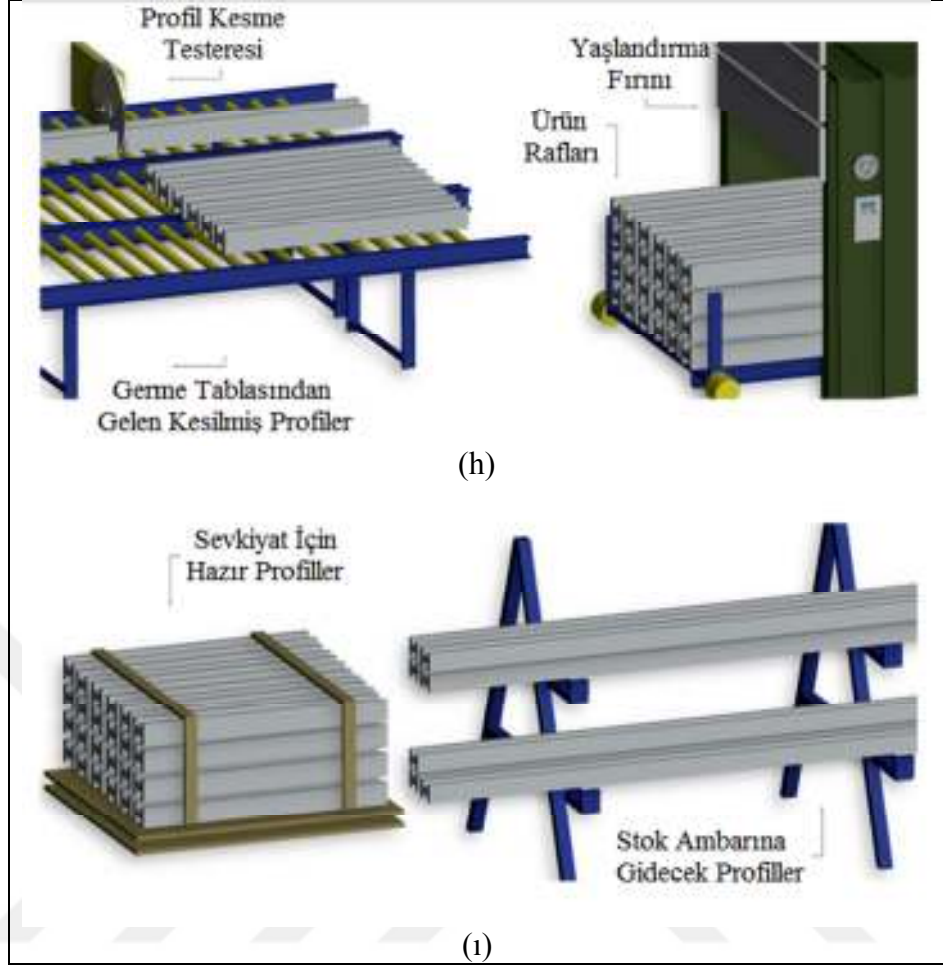 Profil Kesme
Testeresi
Yaşlandırma
Fırını
Ürün
Rafları
Germe Tablasından
Gelen Kesilmiş Profiler
(h)
Sevkiyat İçin
Hazır Profiller
Stok Ambarına
Gidecek Profiller
(ı)